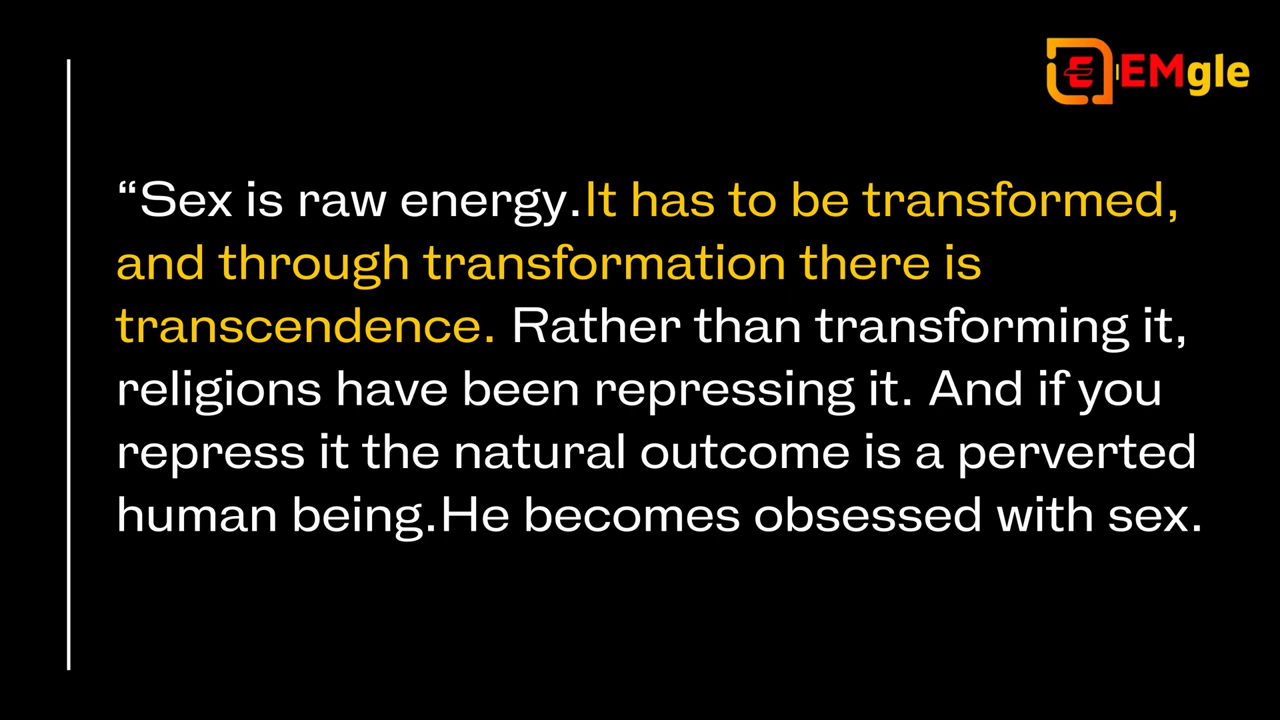 EMgle
“Sex is raw energy.It has to be transformed,
and through transformation there is
transcendence. Rather than transforming it,
religions have been repressing it. And if you
repress it the natural outcome is a perverted
human being.He becomes obsessed with sex.